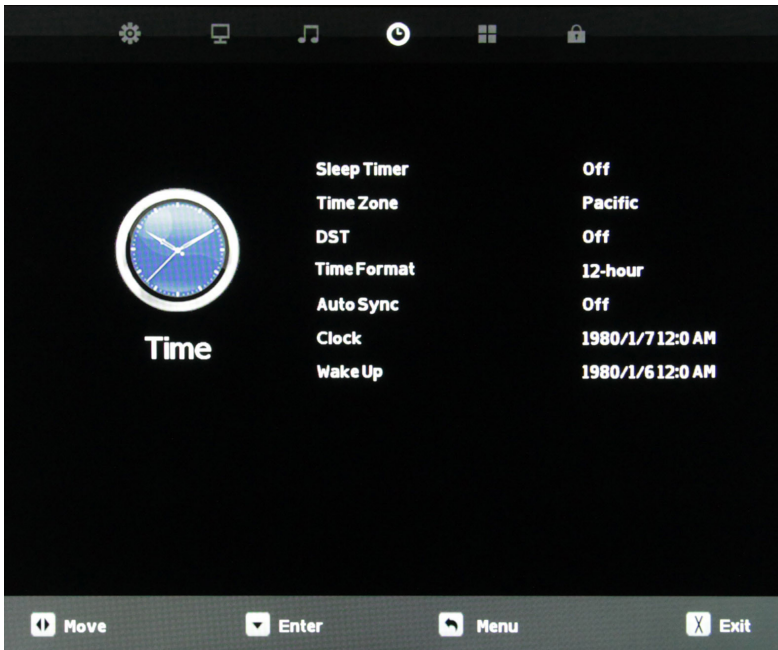 Sleep Timer Off
Time Zone Pacific
DST Off
Time Format 12-hour
Auto Sync Off
Clock 1980/1/7 12:0 AM
Wake Up 1980/1/6 12:0 AM
Time
Move Enter Menu X Exit